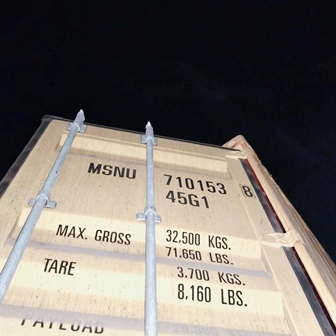 MSNU 710153 8
45G1
MAX. GROSS 32.500 KGS.
71.650 LBS.
TARE 3.700 KGS.
8,160 LBS.
PAYLOAD